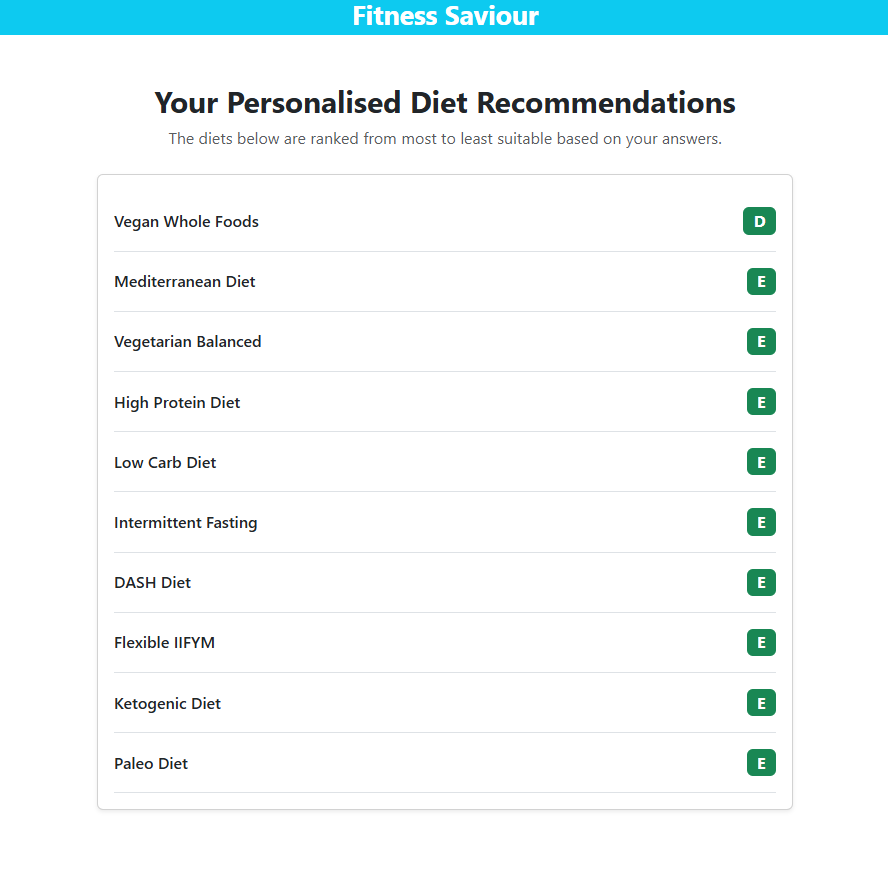 Fitness Saviour
Your Personalised Diet Recommendations
The diets below are ranked from most to least suitable based on your answers.
Vegan Whole Foods D
Mediterranean Diet E
Vegetarian Balanced E
High Protein Diet E
Low Carb Diet E
Intermittent Fasting E
DASH Diet E
Flexible IIFYM E
Ketogenic Diet E
Paleo Diet E